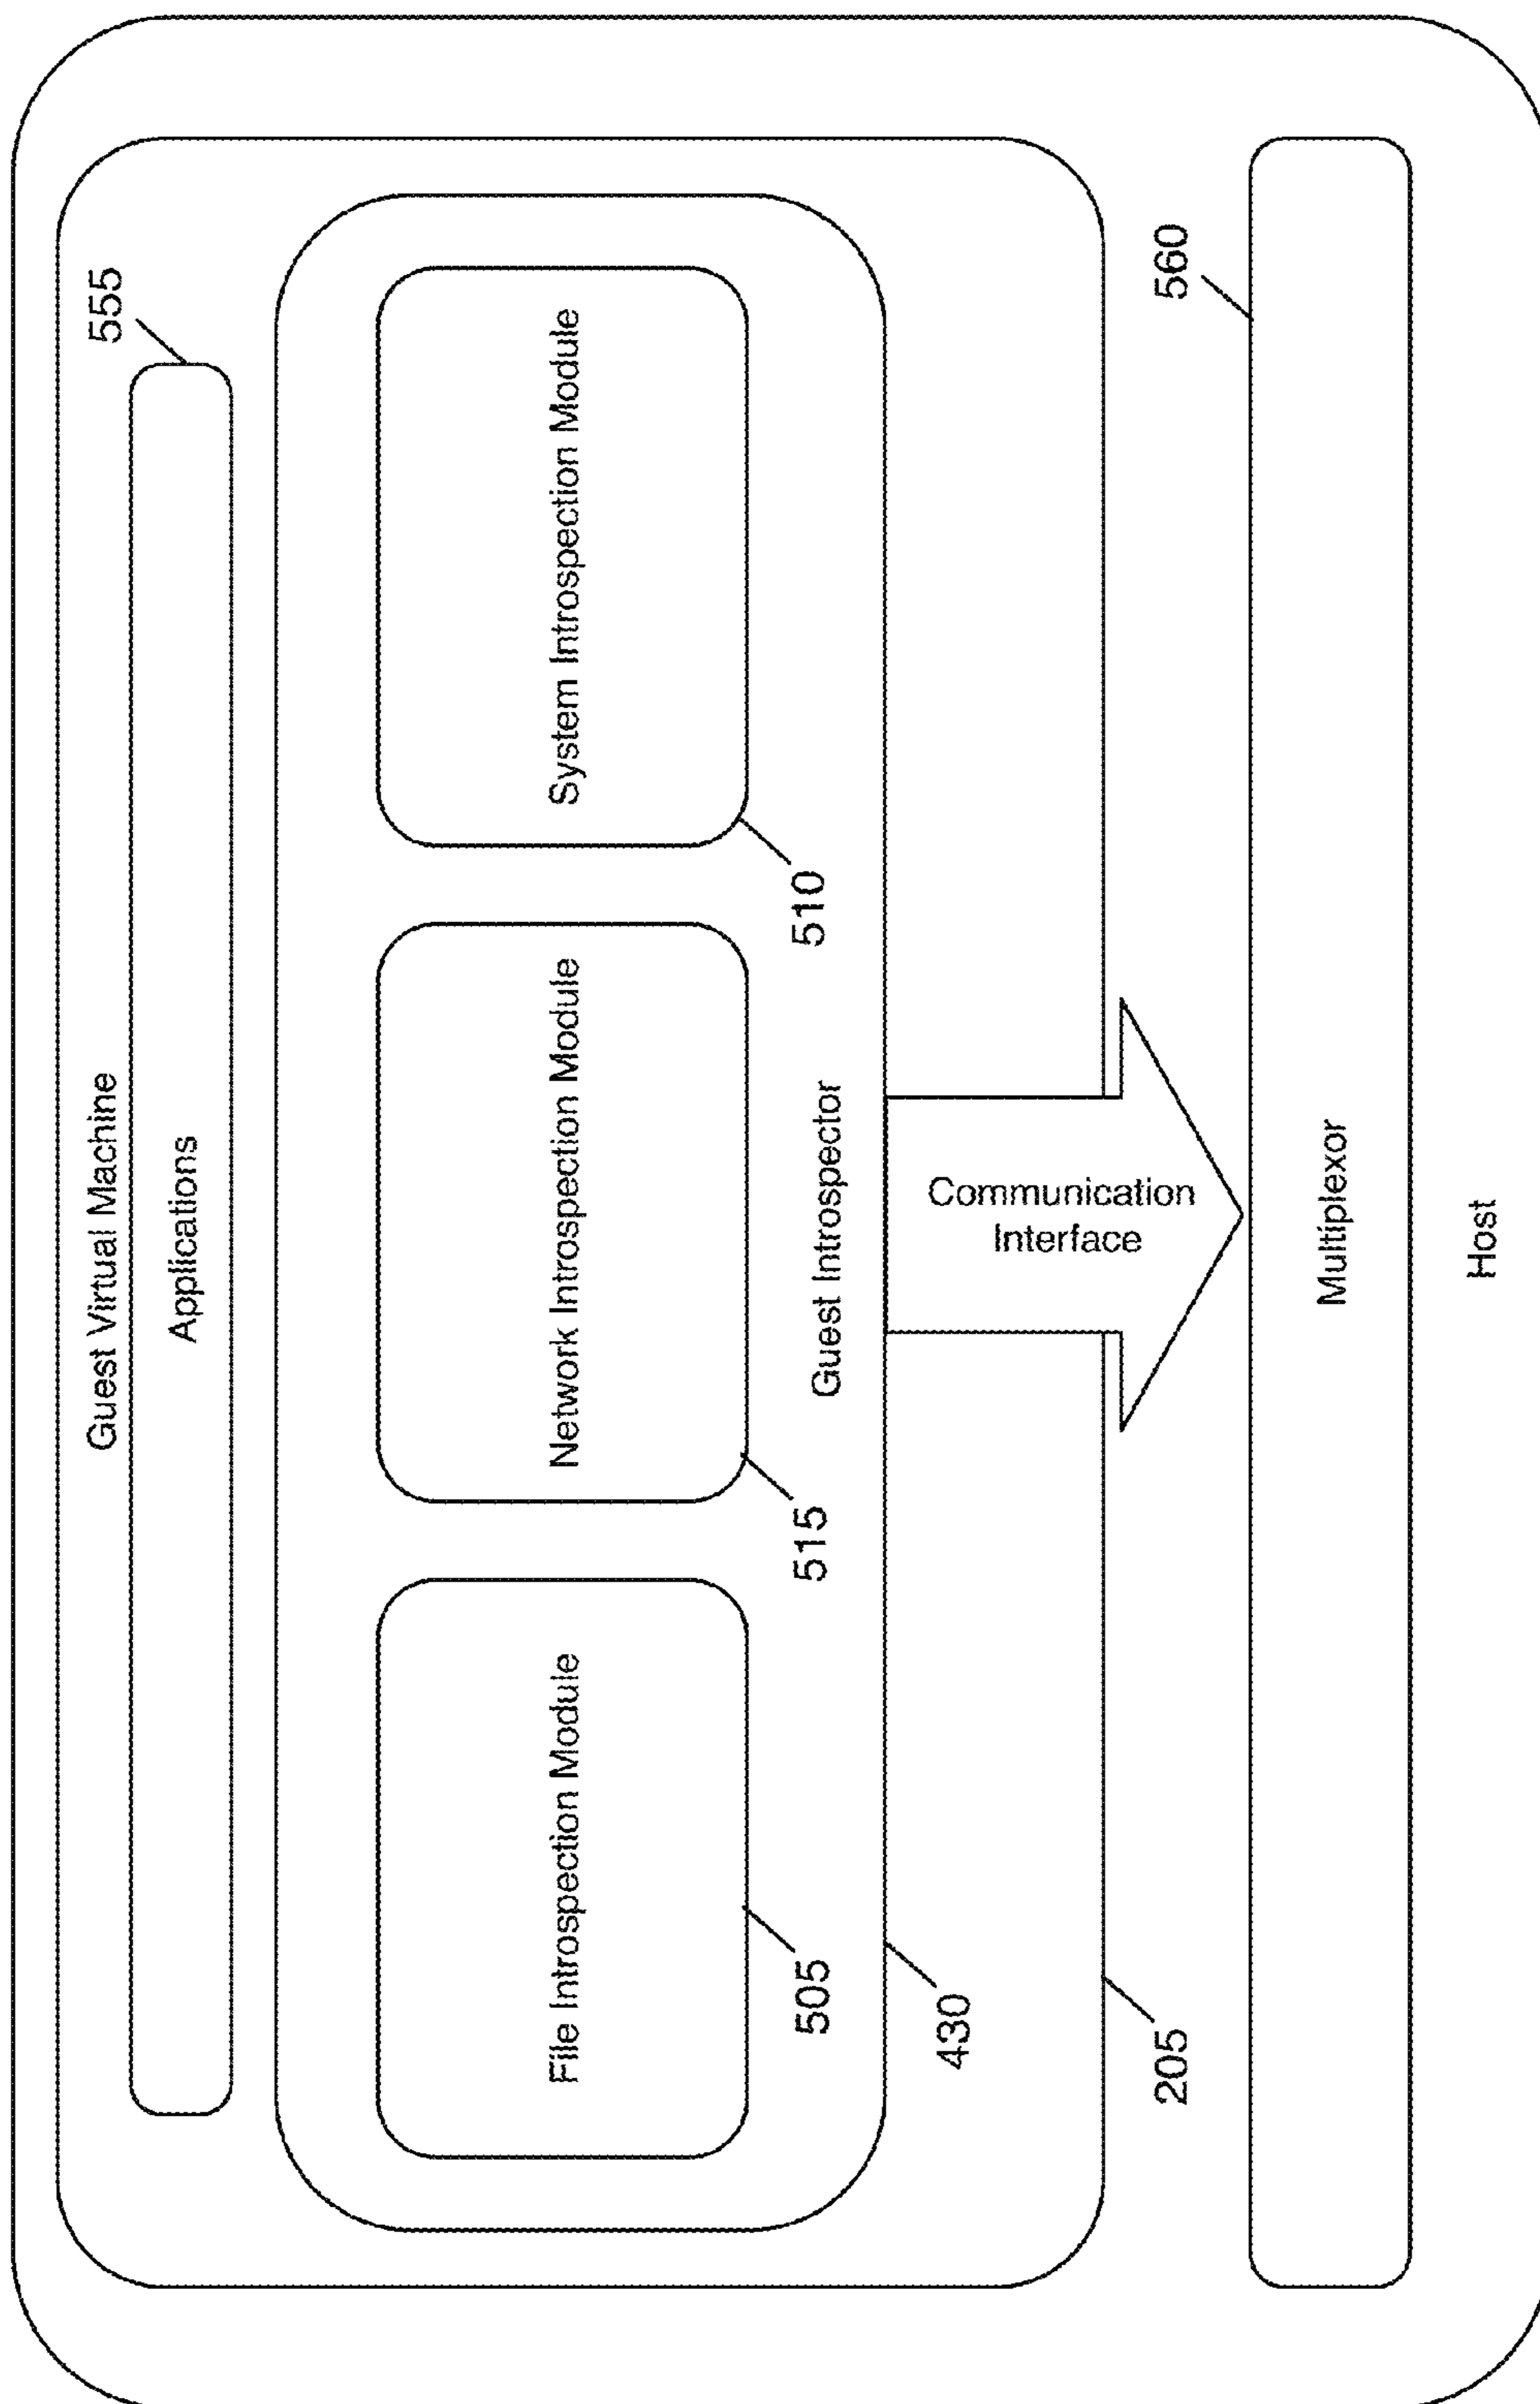 Guest Virtual Machine
555
Applications
File Introspection Module
Network Introspection Module
System Introspection Module
505
515
510
Guest Introspector
430
Communication
Interface
205
560
Multiplexor
Host